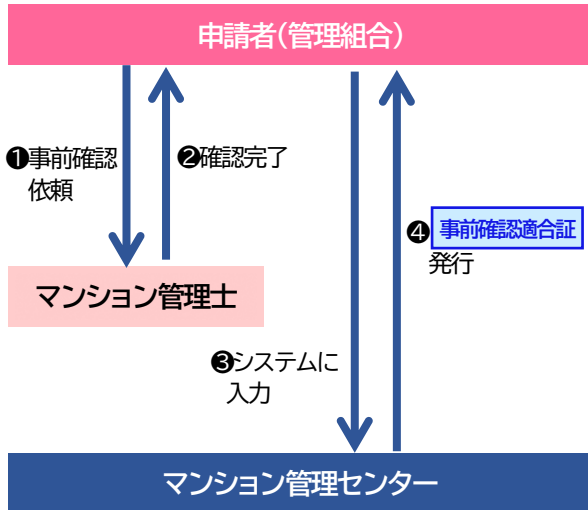 申請者(管理組合)
❶事前確認
依頼
❷確認完了
マンション管理士
❸システムに
入力
❹事前確認適合証
発行
マンション管理センター